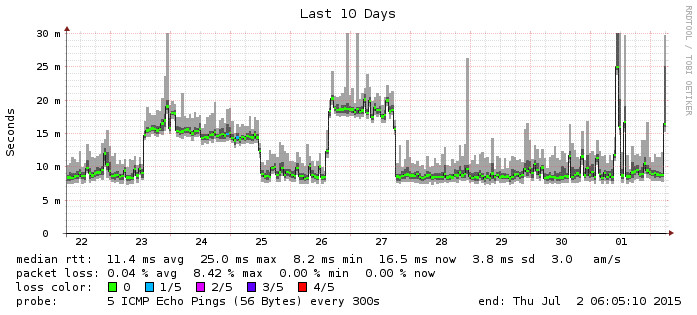 Last 10 Days
RRDTOOL / TOBI OETIKER
Seconds
30 m
25 m
20 m
15 m
10 m
5 m
0
22 23 24 25 26 27 28 29 30 01
median rtt: 11.4 ms avg 25.0 ms max 8.2 ms min 16.5 ms now 3.8 ms sd 3.0 am/s
packet loss: 0.04 % avg 8.42 % max 0.00 % min 0.00 % now
loss color: 0 1/5 2/5 3/5 4/5
probe: 5 ICMP Echo Pings (56 Bytes) every 300s end: Thu Jul 2 06:05:10 2015